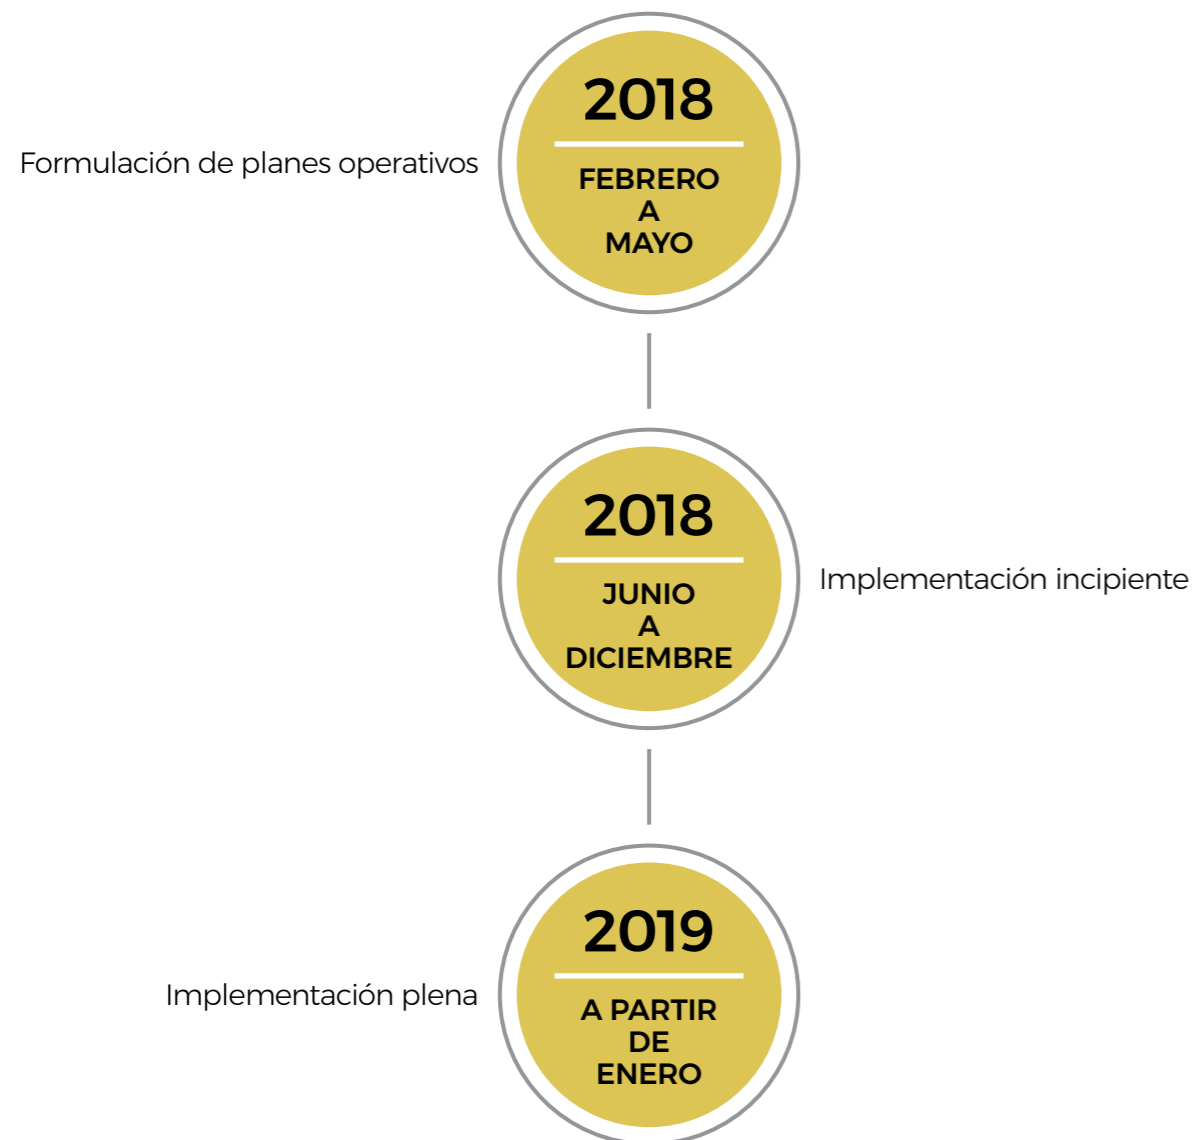 Formulación de planes operativos
2018
FEBRERO
A
MAYO
2018
JUNIO
A
DICIEMBRE
Implementación incipiente
Implementación plena
2019
A PARTIR
DE
ENERO